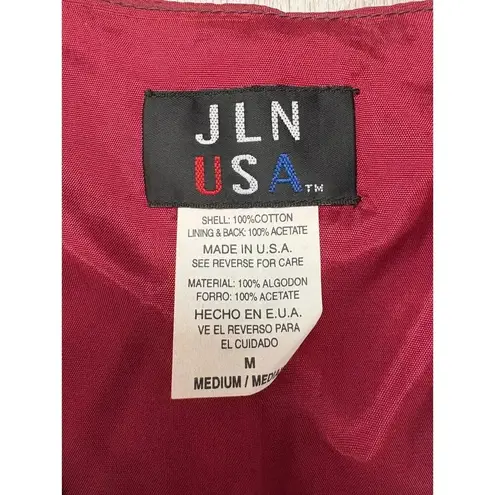 JLN
USA™
SHELL: 100%COTTON
LINING & BACK: 100% ACETATE
MADE IN U.S.A.
SEE REVERSE FOR CARE
MATERIAL: 100% ALGODON
FORRO: 100% ACETATE
HECHO EN E.U.A.
VE EL REVERSO PARA
EL CUIDADO
M
MEDIUM /